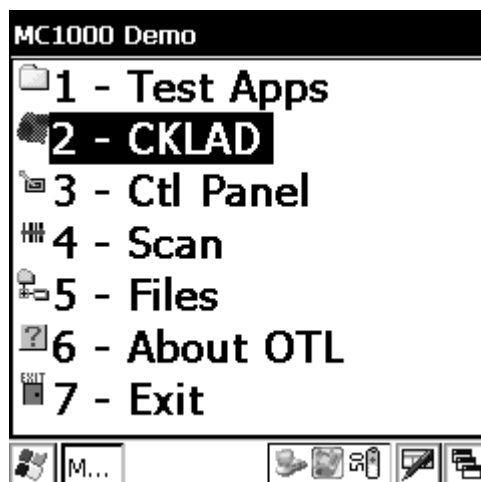 MC1000 Demo
1 - Test Apps
2 - CKLAD
3 - Ctl Panel
4 - Scan
5 - Files
6 - About OTL
EXIT
7 - Exit
M...